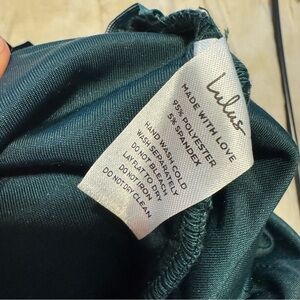 Lulus
MADE WITH LOVE
95% POLYESTER
5% SPANDEX
HAND WASH COLD
WASH SEPARATELY
DO NOT BLEACH
LAY FLAT TO DRY
DO NOT IRON
DO NOT DRY CLEAN